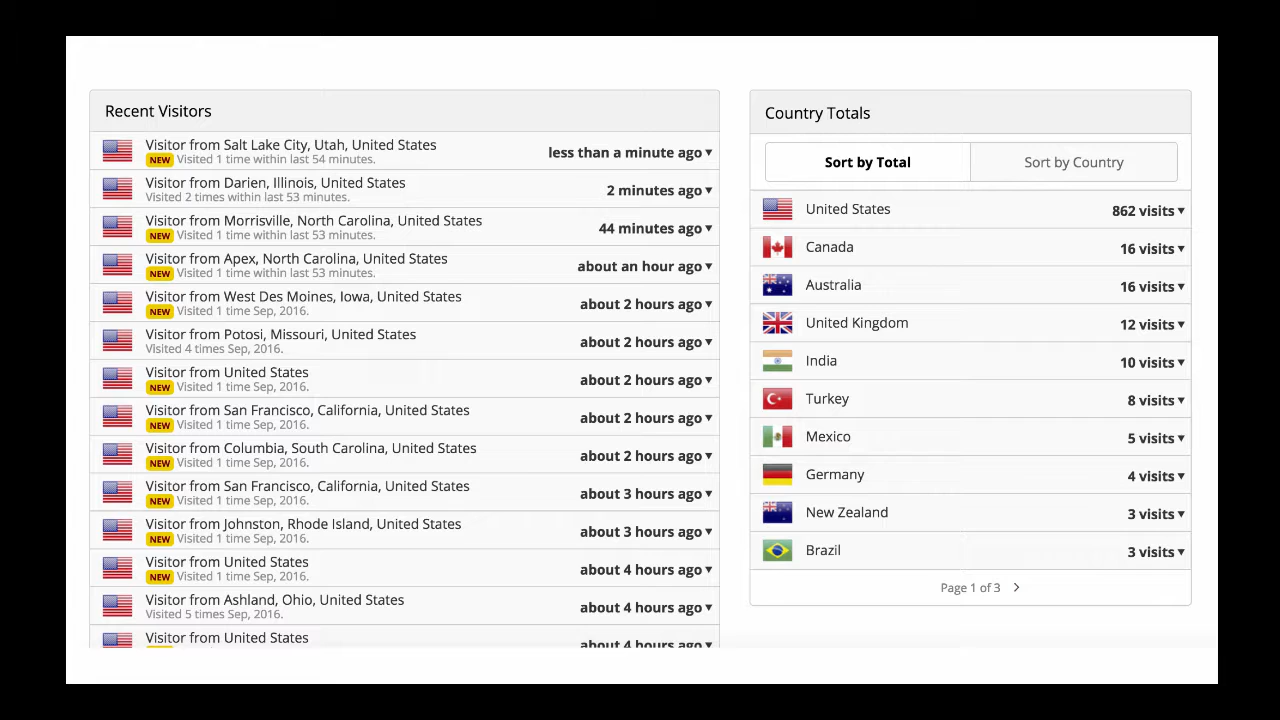 Recent Visitors
Visitor from Salt Lake City, Utah, United States
NEW Visited 1 time within last 54 minutes.
less than a minute ago
Visitor from Darien, Illinois, United States
Visited 2 times within last 53 minutes.
2 minutes ago
Visitor from Morrisville, North Carolina, United States
NEW Visited 1 time within last 53 minutes.
44 minutes ago
Visitor from Apex, North Carolina, United States
NEW Visited 1 time within last 53 minutes.
about an hour ago
Visitor from West Des Moines, Iowa, United States
NEW Visited 1 time Sep, 2016.
about 2 hours ago
Visitor from Potosi, Missouri, United States
Visited 4 times Sep, 2016.
about 2 hours ago
Visitor from United States
NEW Visited 1 time Sep, 2016.
about 2 hours ago
Visitor from San Francisco, California, United States
NEW Visited 1 time Sep, 2016.
about 2 hours ago
Visitor from Columbia, South Carolina, United States
NEW Visited 1 time Sep, 2016.
about 2 hours ago
Visitor from San Francisco, California, United States
NEW Visited 1 time Sep, 2016.
about 3 hours ago
Visitor from Johnston, Rhode Island, United States
NEW Visited 1 time Sep, 2016.
about 3 hours ago
Visitor from United States
NEW Visited 1 time Sep, 2016.
about 4 hours ago
Visitor from Ashland, Ohio, United States
Visited 5 times Sep, 2016.
about 4 hours ago
Visitor from United States
about 4 hours ago
Country Totals
Sort by Total
Sort by Country
United States 862 visits
Canada 16 visits
Australia 16 visits
United Kingdom 12 visits
India 10 visits
Turkey 8 visits
Mexico 5 visits
Germany 4 visits
New Zealand 3 visits
Brazil 3 visits
Page 1 of 3